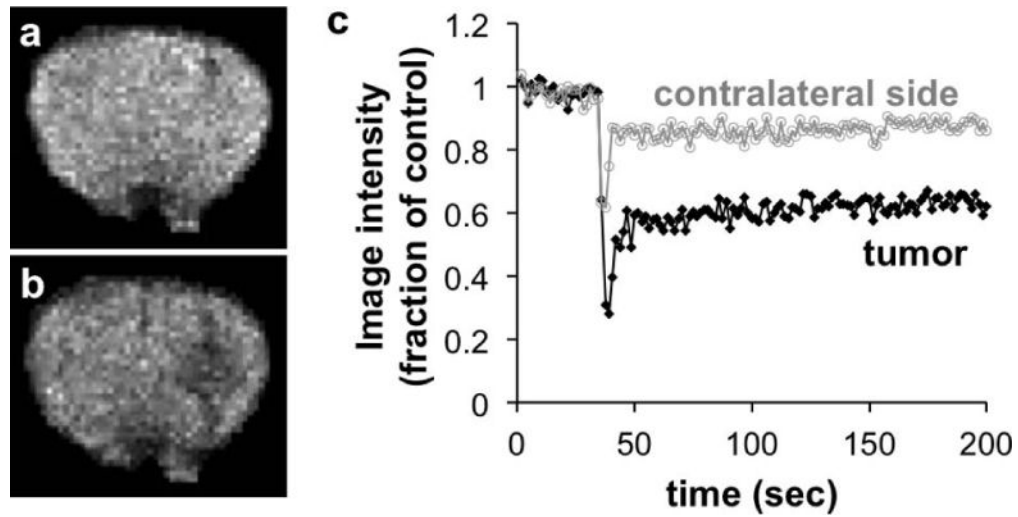 a
b
c
Image intensity
(fraction of control)
1.2
1
0.8
0.6
0.4
0.2
0
contralateral side
tumor
0 50 100 150 200
time (sec)